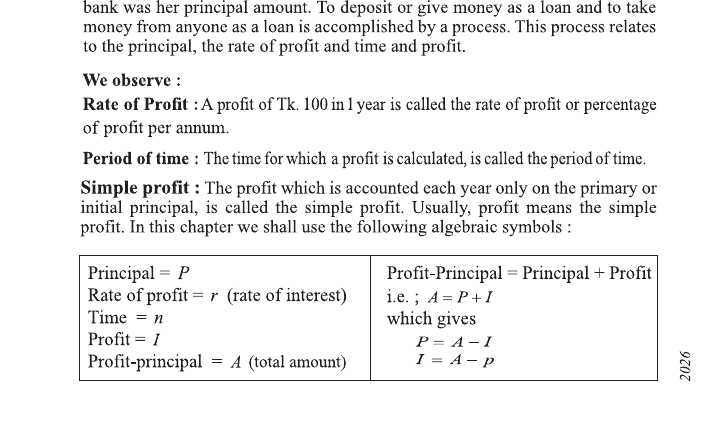 bank was her principal amount. To deposit or give money as a loan and to take
money from anyone as a loan is accomplished by a process. This process relates
to the principal, the rate of profit and time and profit.
We observe :
Rate of Profit : A profit of Tk. 100 in 1 year is called the rate of profit or percentage
of profit per annum.
Period of time : The time for which a profit is calculated, is called the period of time.
Simple profit : The profit which is accounted each year only on the primary or
initial principal, is called the simple profit. Usually, profit means the simple
profit. In this chapter we shall use the following algebraic symbols :
Principal = P
Rate of profit = r (rate of interest)
Time = n
Profit = I
Profit-principal = A (total amount)
Profit-Principal = Principal + Profit
i.e. ; A = P + I
which gives
P = A − I
I = A − p
2026